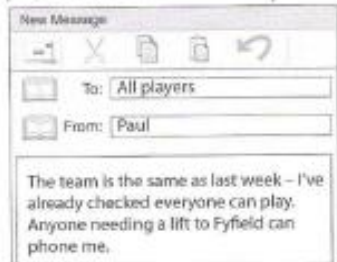 New Message
To: All players
From: Paul
The team is the same as last week – I've
already checked everyone can play.
Anyone needing a lift to Fyfield can
phone me.